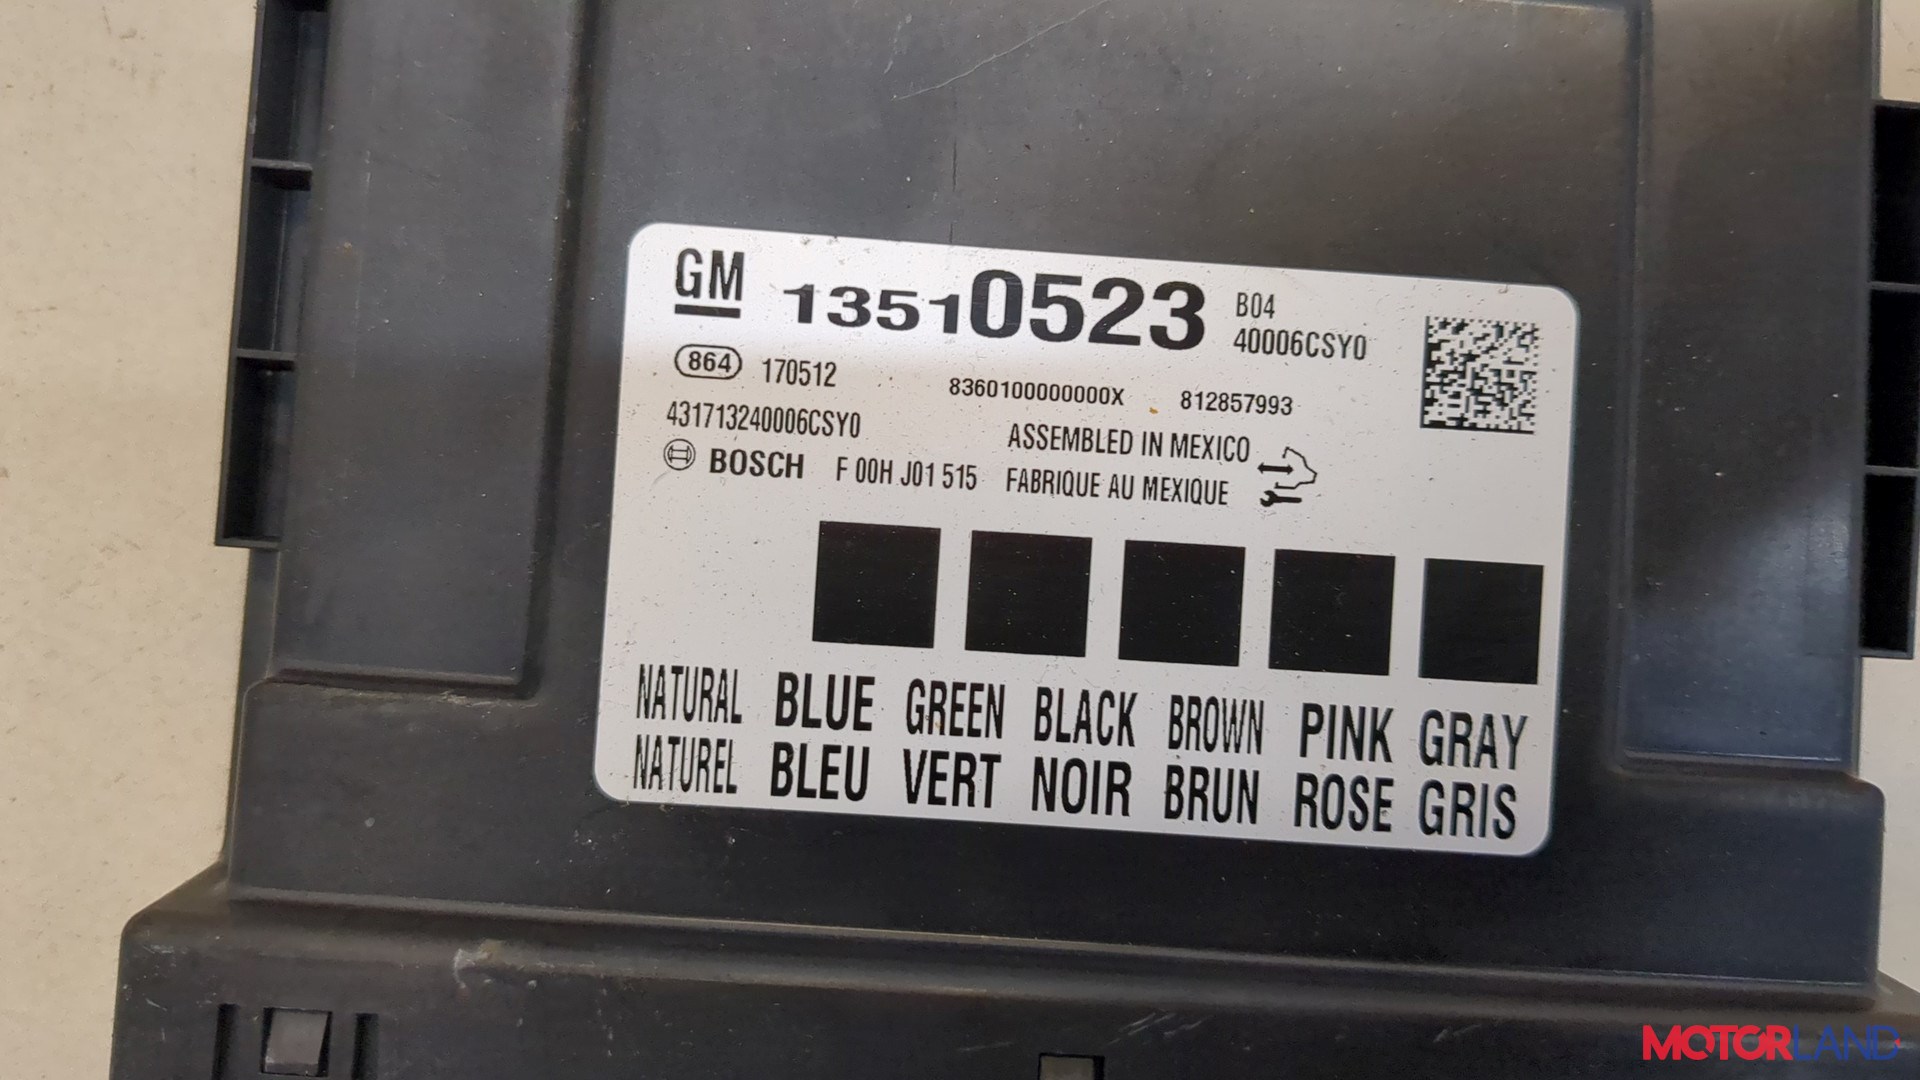 GM 13510523 B04
40006CSY0
864 170512 8360100000000X 812857993
431713240006CSY0 ASSEMBLED IN MEXICO
BOSCH F 00H J01 515 FABRIQUE AU MEXIQUE
NATURAL BLUE GREEN BLACK BROWN PINK GRAY
NATUREL BLEU VERT NOIR BRUN ROSE GRIS
MOTORLAND